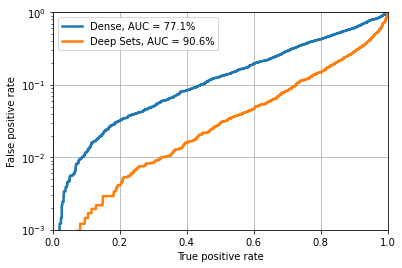 Dense, AUC = 77.1%
Deep Sets, AUC = 90.6%
False positive rate
10⁰
10⁻¹
10⁻²
10⁻³
0.0 0.2 0.4 0.6 0.8 1.0
True positive rate